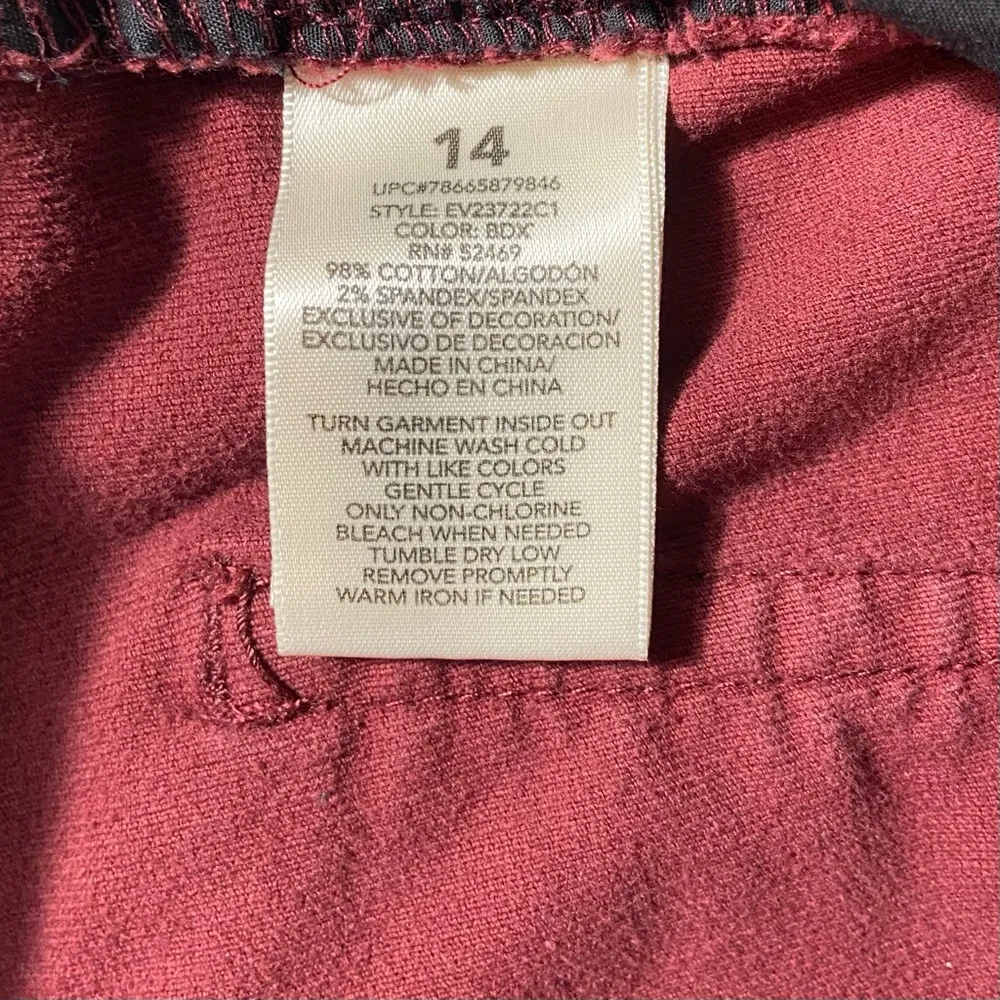 14
UPC#78665879846
STYLE: EV23722C1
COLOR: BDX
RN# 52469
98% COTTON/ALGODÓN
2% SPANDEX/SPANDEX
EXCLUSIVE OF DECORATION/
EXCLUSIVO DE DECORACION
MADE IN CHINA/
HECHO EN CHINA
TURN GARMENT INSIDE OUT
MACHINE WASH COLD
WITH LIKE COLORS
GENTLE CYCLE
ONLY NON-CHLORINE
BLEACH WHEN NEEDED
TUMBLE DRY LOW
REMOVE PROMPTLY
WARM IRON IF NEEDED